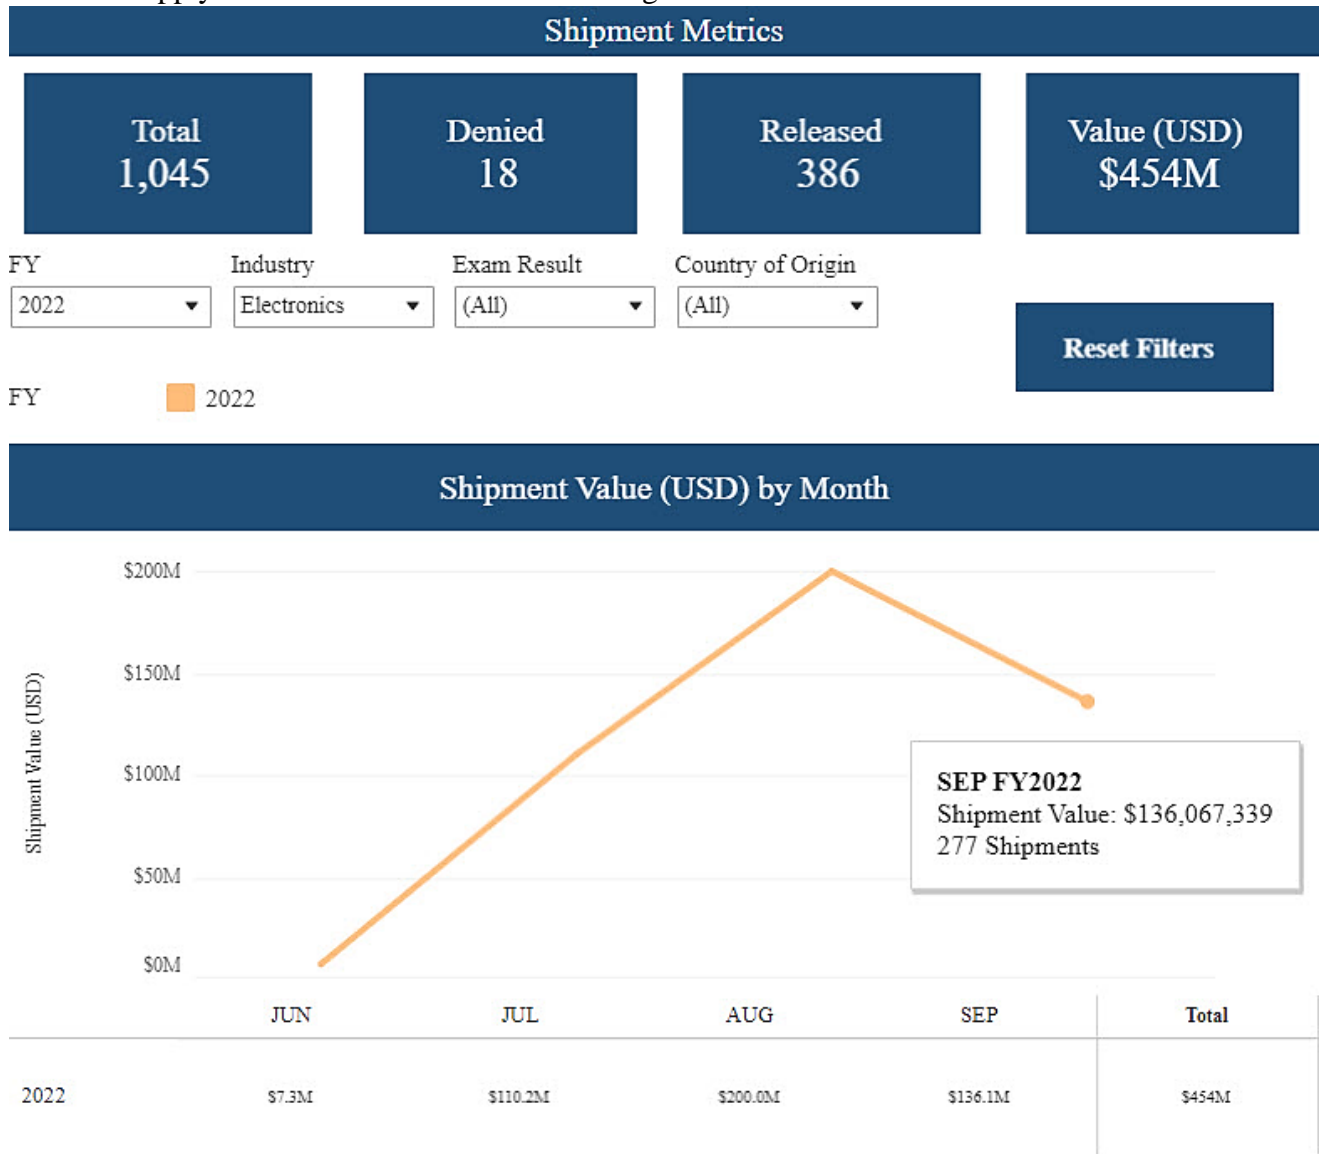 Shipment Metrics
Total
1,045
Denied
18
Released
386
Value (USD)
$454M
FY
2022
Industry
Electronics
Exam Result
(All)
Country of Origin
(All)
Reset Filters
FY
2022
Shipment Value (USD) by Month
Shipment Value (USD)
$200M
$150M
$100M
$50M
$0M
SEP FY2022
Shipment Value: $136,067,339
277 Shipments
JUN JUL AUG SEP Total
2022 $7.3M $110.2M $200.0M $136.1M $454M